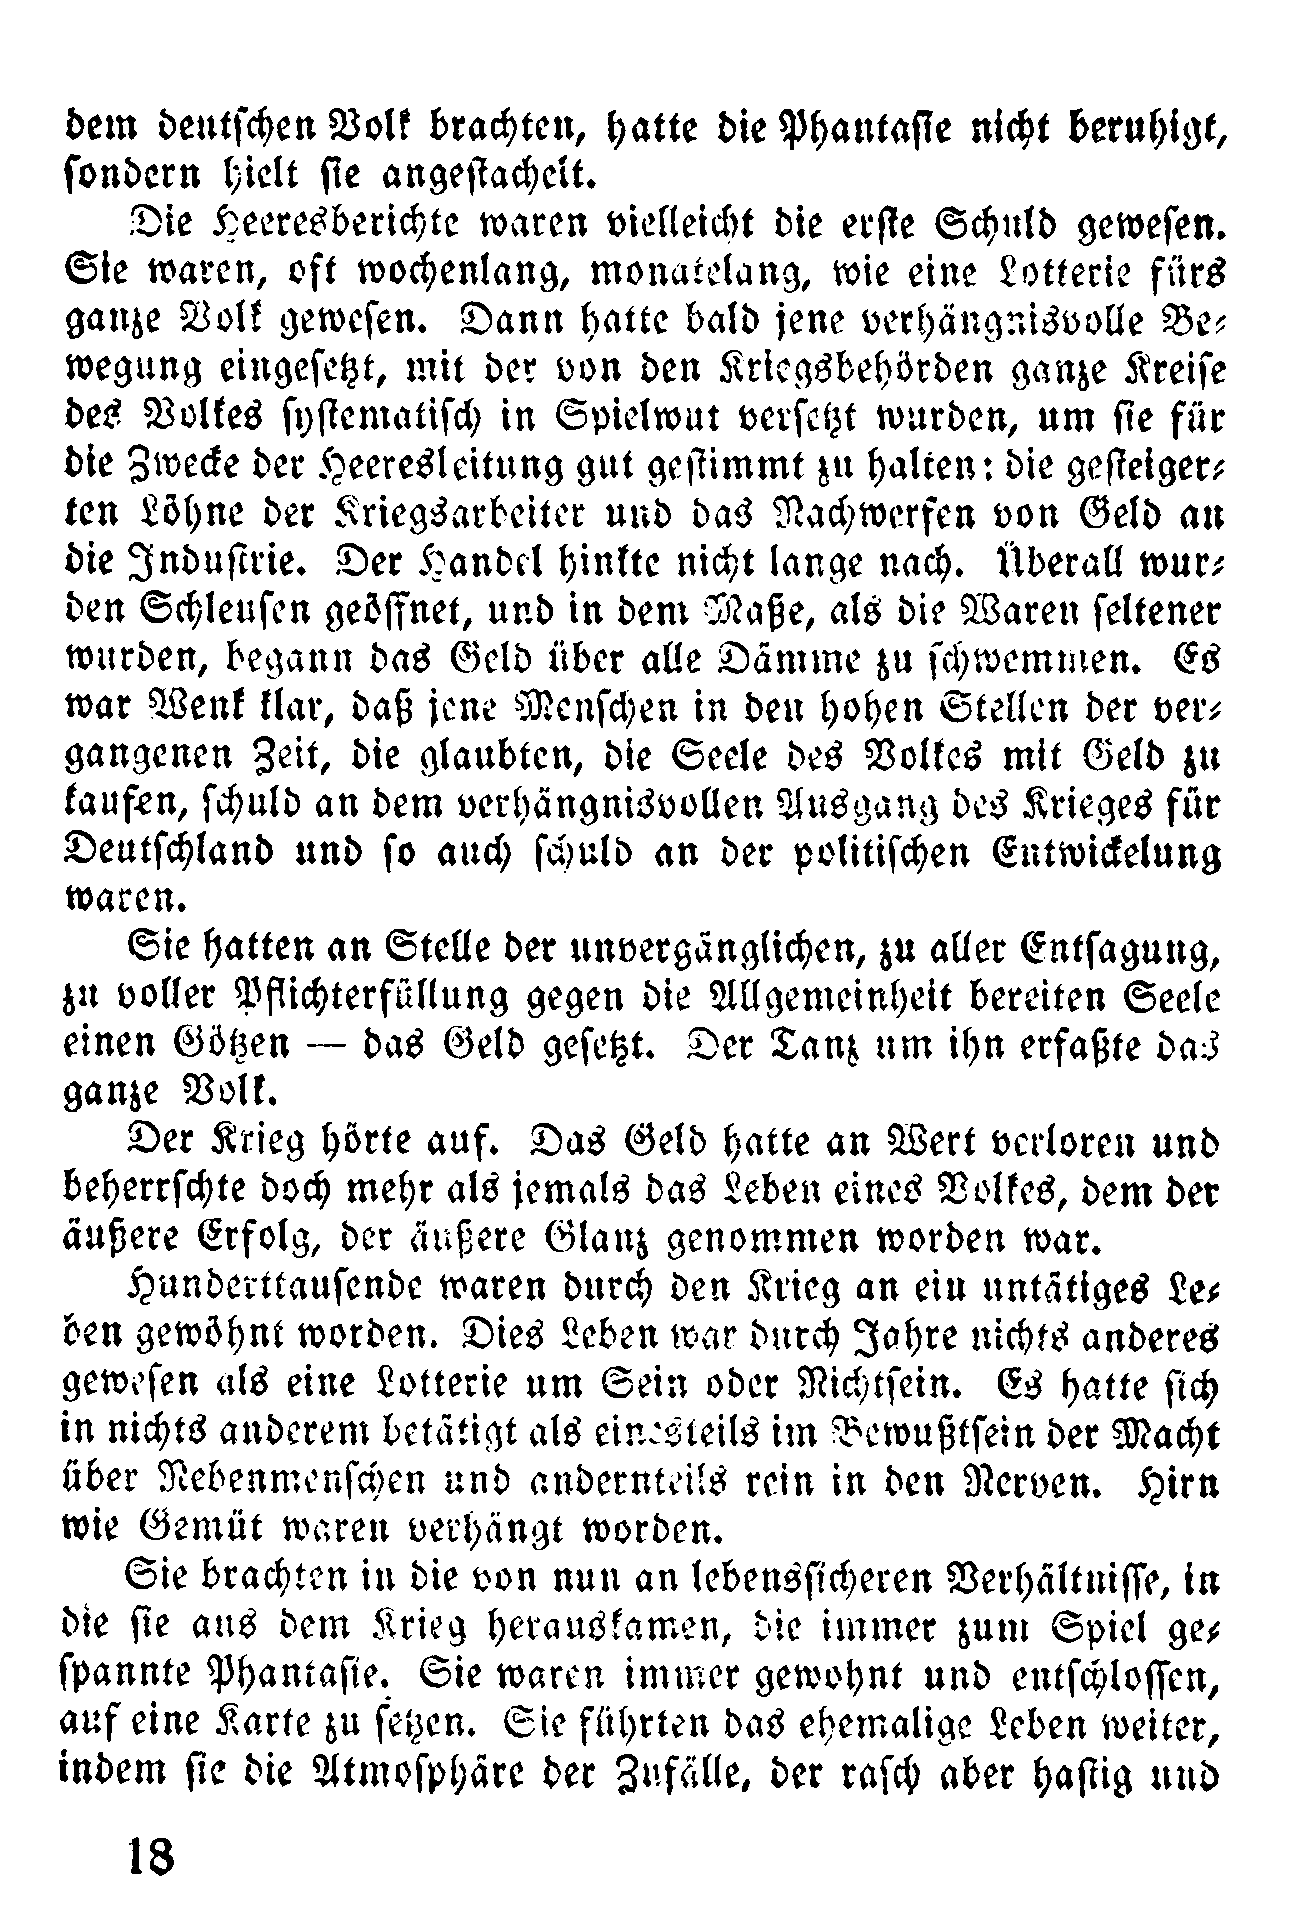 dem deutschen Volk brachten, hatte die Phantasie nicht beruhigt,
sondern hielt sie angestachelt.
Die Heeresberichte waren vielleicht die erste Schuld gewesen.
Sie waren, oft wochenlang, monatelang, wie eine Lotterie fürs
ganze Volk gewesen. Dann hatte bald jene verhängnisvolle Be-
wegung eingesetzt, mit der von den Kriegsbehörden ganze Kreise
des Volkes systematisch in Spielwut versetzt wurden, um sie für
die Zwecke der Heeresleitung gut gestimmt zu halten: die gesteiger-
ten Löhne der Kriegsarbeiter und das Nachwerfen von Geld an
die Industrie. Der Handel hinkte nicht lange nach. Überall wur-
den Schleusen geöffnet, und in dem Maße, als die Waren seltener
wurden, begann das Geld über alle Dämme zu schwemmen. Es
war Wenk klar, daß jene Menschen in den hohen Stellen der ver-
gangenen Zeit, die glaubten, die Seele des Volkes mit Geld zu
kaufen, schuld an dem verhängnisvollen Ausgang des Krieges für
Deutschland und so auch schuld an der politischen Entwickelung
waren.
Sie hatten an Stelle der unvergänglichen, zu aller Entsagung,
zu voller Pflichterfüllung gegen die Allgemeinheit bereiten Seele
einen Götzen — das Geld gesetzt. Der Tanz um ihn erfaßte das
ganze Volk.
Der Krieg hörte auf. Das Geld hatte an Wert verloren und
beherrschte doch mehr als jemals das Leben eines Volkes, dem der
äußere Erfolg, der äußere Glanz genommen worden war.
Hunderttausende waren durch den Krieg an ein untätiges Le-
ben gewöhnt worden. Dies Leben war durch Jahre nichts anderes
gewesen als eine Lotterie um Sein oder Nichtsein. Es hatte sich
in nichts anderem betätigt als einesteils im Bewußtsein der Macht
über Nebenmenschen und andernteils rein in den Nerven. Hirn
wie Gemüt waren verhängt worden.
Sie brachten in die von nun an lebenssicheren Verhältnisse, in
die sie aus dem Krieg herauskamen, die immer zum Spiel ge-
spannte Phantasie. Sie waren immer gewohnt und entschlossen,
auf eine Karte zu setzen. Sie führten das ehemalige Leben weiter,
indem sie die Atmosphäre der Zufälle, der rasch aber hastig und
18